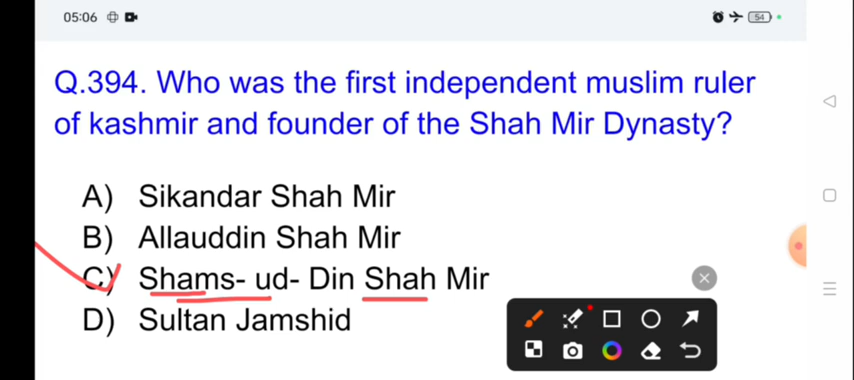 05:06
54
Q.394. Who was the first independent muslim ruler
of kashmir and founder of the Shah Mir Dynasty?
A) Sikandar Shah Mir
B) Allauddin Shah Mir
C) Shams- ud- Din Shah Mir
D) Sultan Jamshid